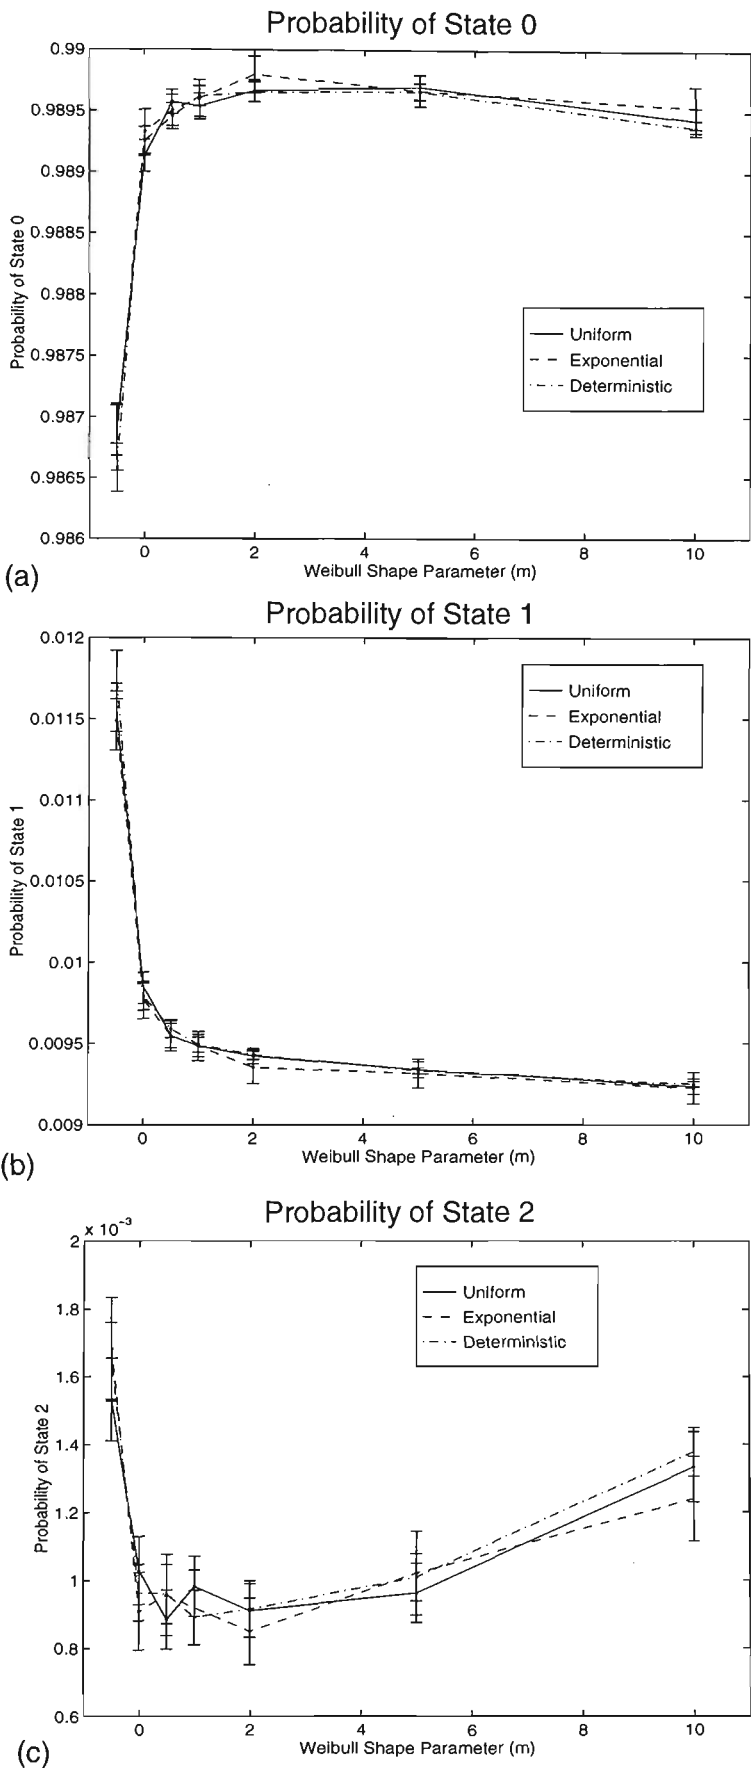 Probability of State 0
0.99
0.9895
0.989
0.9885
0.988
0.9875
0.987
0.9865
0.986
Probability of State 0
Uniform
Exponential
Deterministic
0 2 4 6 8 10
Weibull Shape Parameter (m)
(a)
Probability of State 1
0.012
0.0115
0.011
0.0105
0.01
0.0095
0.009
Probability of State 1
Uniform
Exponential
Deterministic
0 2 4 6 8 10
Weibull Shape Parameter (m)
(b)
Probability of State 2
x 10⁻³
2
1.8
1.6
1.4
1.2
1
0.8
0.6
Probability of State 2
Uniform
Exponential
Deterministic
0 2 4 6 8 10
Weibull Shape Parameter (m)
(c)